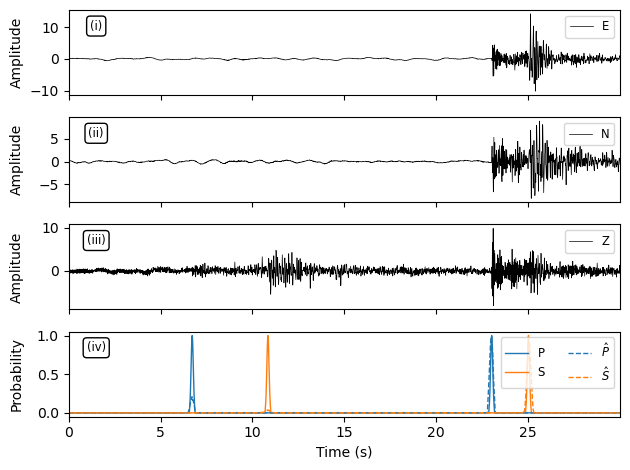 (i)
E
Amplitude
10
0
−10
(ii)
N
Amplitude
5
0
−5
(iii)
Z
Amplitude
10
0
(iv)
P
P̂
S
Ŝ
Probability
1.0
0.5
0.0
0 5 10 15 20 25
Time (s)